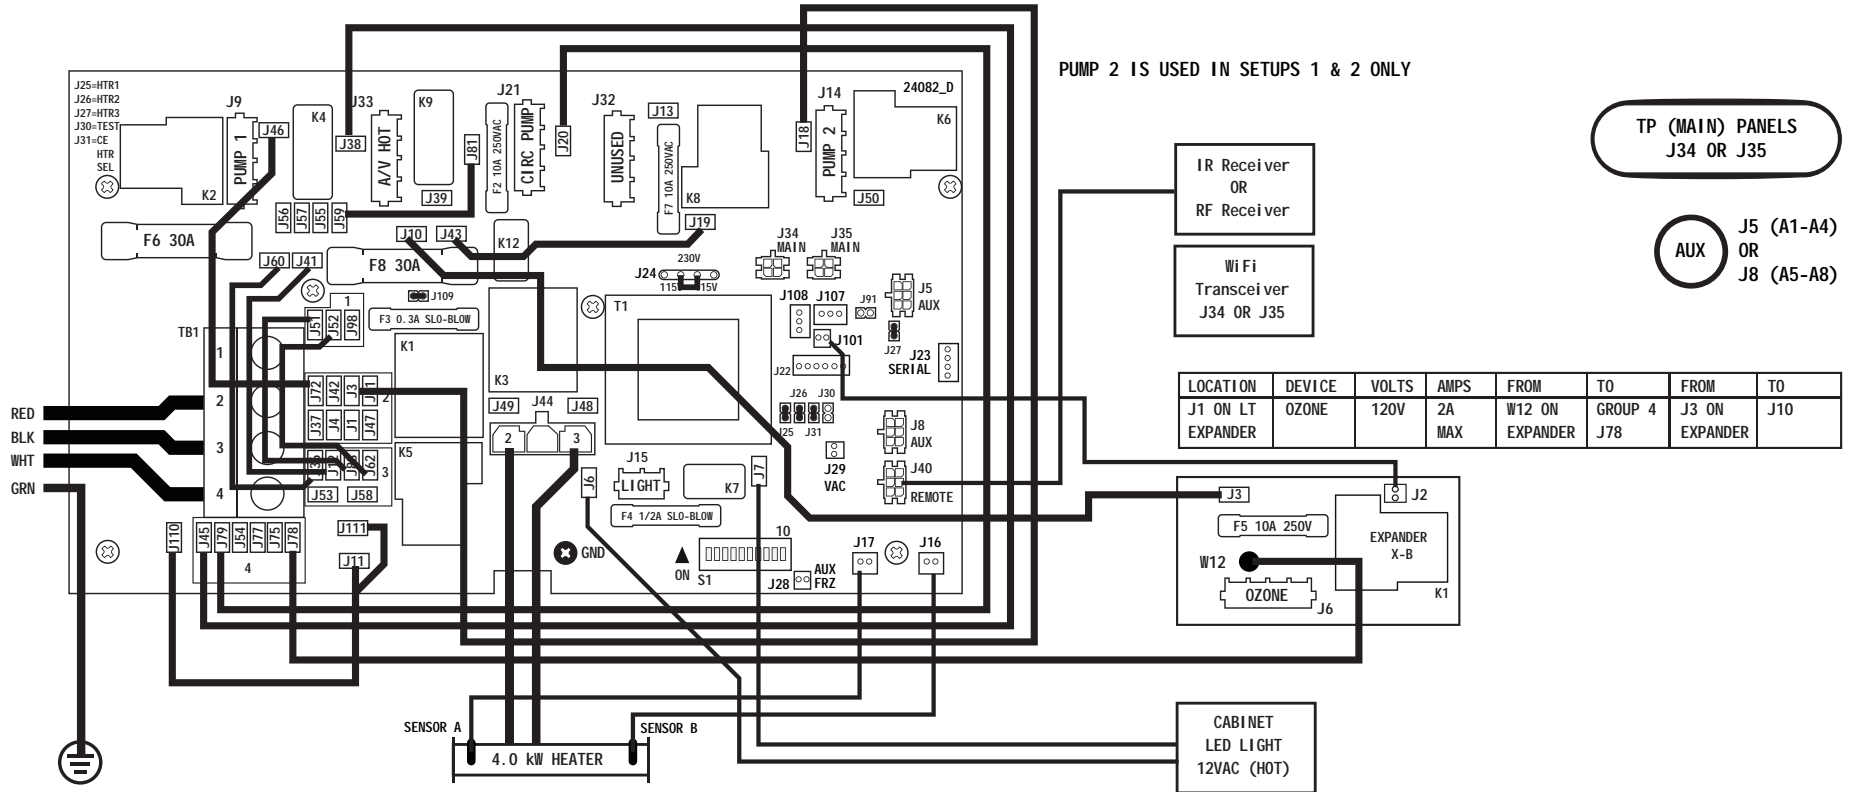 PUMP 2 IS USED IN SETUPS 1 & 2 ONLY
J25=HTR1
J26=HTR2
J27=HTR3
J30=TEST
J31=CE
HTR
SEL
J9
PUMP 1
J46
K2
K4
J33
A/V HOT
J38
K9
J39
J81
J21
CIRC PUMP
F2 10A 250VAC
J20
J32
UNUSED
J13
F7 10A 250VAC
K8
J19
J18
J14
PUMP 2
J50
24082_D
K6
J56
J57
J55
J59
F6 30A
J10
J43
K12
F8 30A
J60
J41
J109
F3 0.3A SLO-BLOW
J24
230V
115V
115V
J34
MAIN
J35
MAIN
J5
AUX
J108
J107
J91
J101
J27
J23
SERIAL
J22
J26
J30
J25
J31
T1
TB1
1
2
3
4
1
J51
J52
J98
J72
J42
J3
J1
2
J37
J4
J1
J47
J12
J62
3
J53
J58
K1
K3
K5
J49
J44
J48
2
3
J6
J15
LIGHT
K7
J7
F4 1/2A SLO-BLOW
J8
AUX
J29
VAC
J40
REMOTE
RED
BLK
WHT
GRN
J110
J45
J79
J54
J77
J75
J78
4
J111
J11
GND
ON
S1
10
J28
AUX
FRZ
J17
J16
SENSOR A
SENSOR B
4.0 kW HEATER
IR Receiver
OR
RF Receiver
WiFi
Transceiver
J34 OR J35
TP (MAIN) PANELS
J34 OR J35
AUX
J5 (A1-A4)
OR
J8 (A5-A8)
LOCATION DEVICE VOLTS AMPS FROM TO FROM TO
J1 ON LT OZONE 120V 2A W12 ON GROUP 4 J3 ON J10
EXPANDER MAX EXPANDER J78 EXPANDER
J3
J2
F5 10A 250V
EXPANDER
X-B
W12
OZONE
J6
K1
CABINET
LED LIGHT
12VAC (HOT)